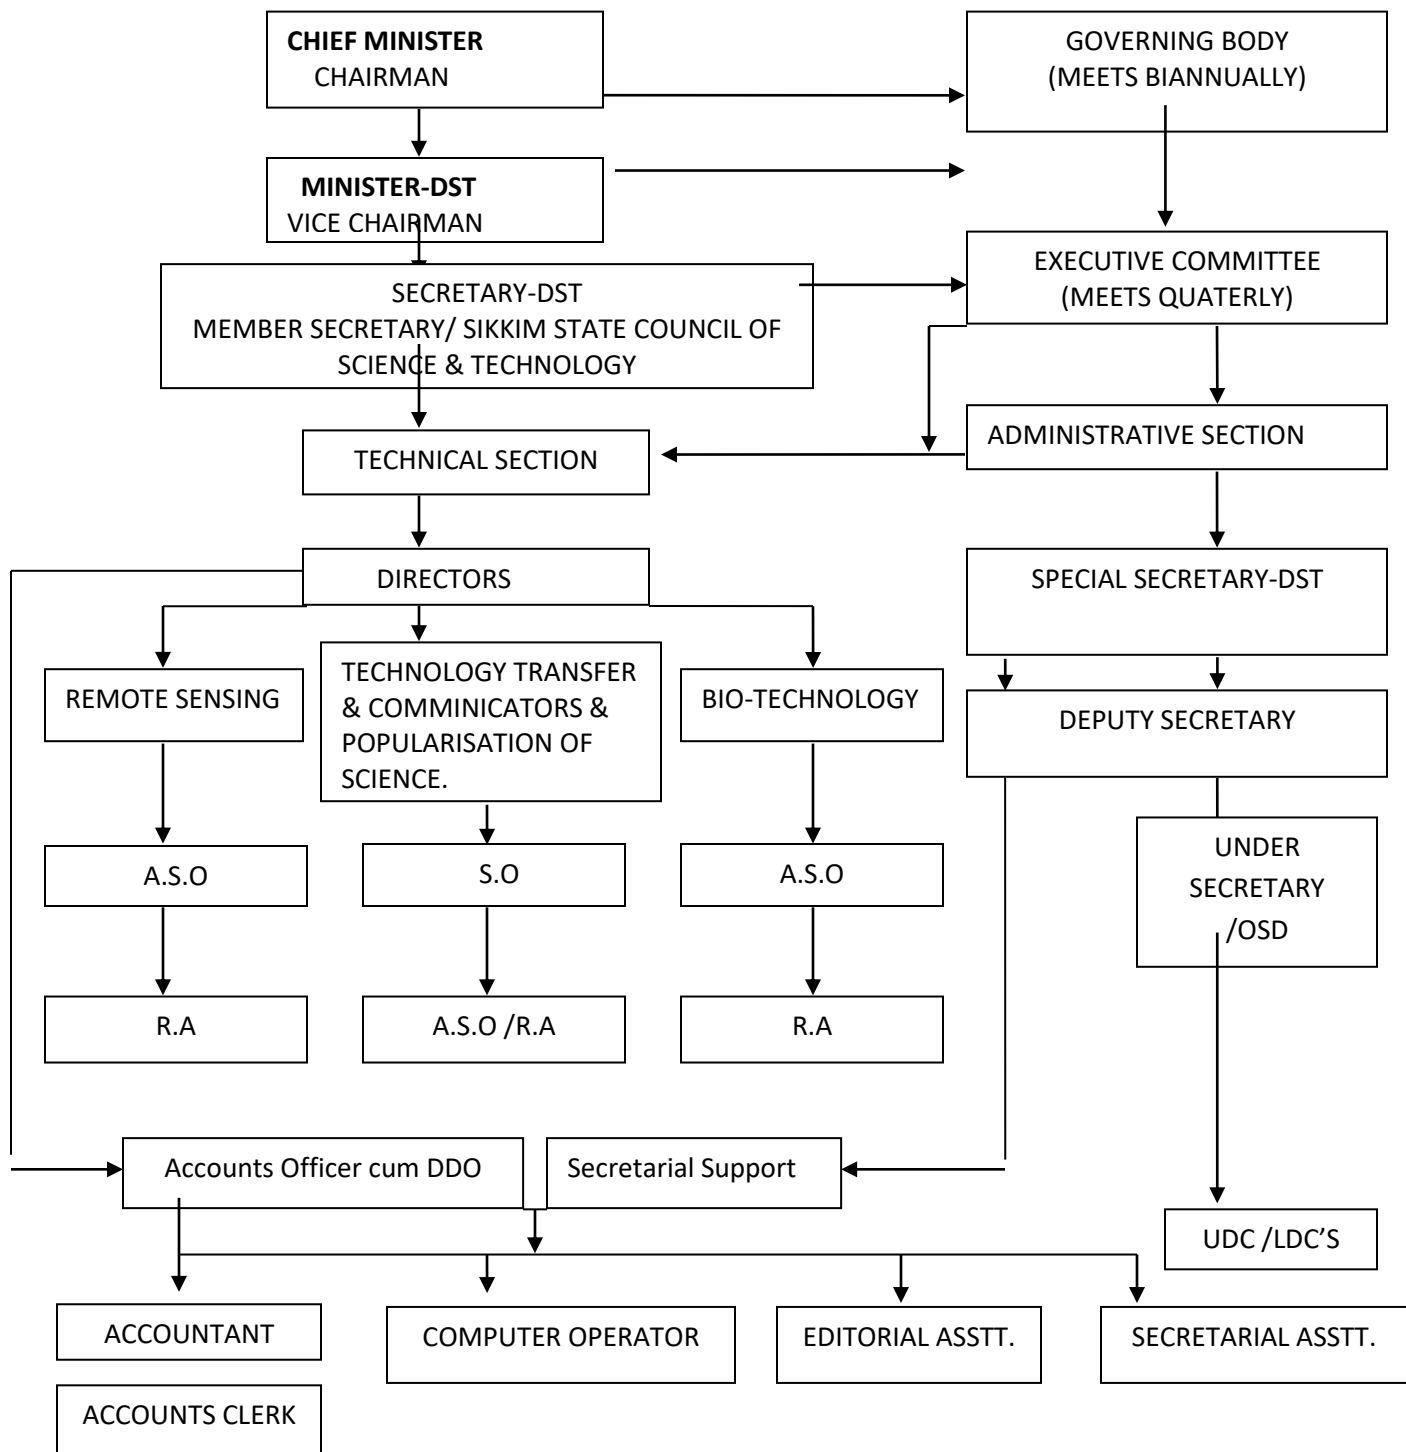 CHIEF MINISTER
CHAIRMAN
GOVERNING BODY
(MEETS BIANNUALLY)
MINISTER-DST
VICE CHAIRMAN
SECRETARY-DST
MEMBER SECRETARY/ SIKKIM STATE COUNCIL OF
SCIENCE & TECHNOLOGY
EXECUTIVE COMMITTEE
(MEETS QUATERLY)
TECHNICAL SECTION
ADMINISTRATIVE SECTION
DIRECTORS
SPECIAL SECRETARY-DST
REMOTE SENSING
TECHNOLOGY TRANSFER
& COMMINICATORS &
POPULARISATION OF
SCIENCE.
BIO-TECHNOLOGY
DEPUTY SECRETARY
A.S.O
S.O
A.S.O
UNDER
SECRETARY
/OSD
R.A
A.S.O /R.A
R.A
Accounts Officer cum DDO
Secretarial Support
UDC /LDC’S
ACCOUNTANT
COMPUTER OPERATOR
EDITORIAL ASSTT.
SECRETARIAL ASSTT.
ACCOUNTS CLERK